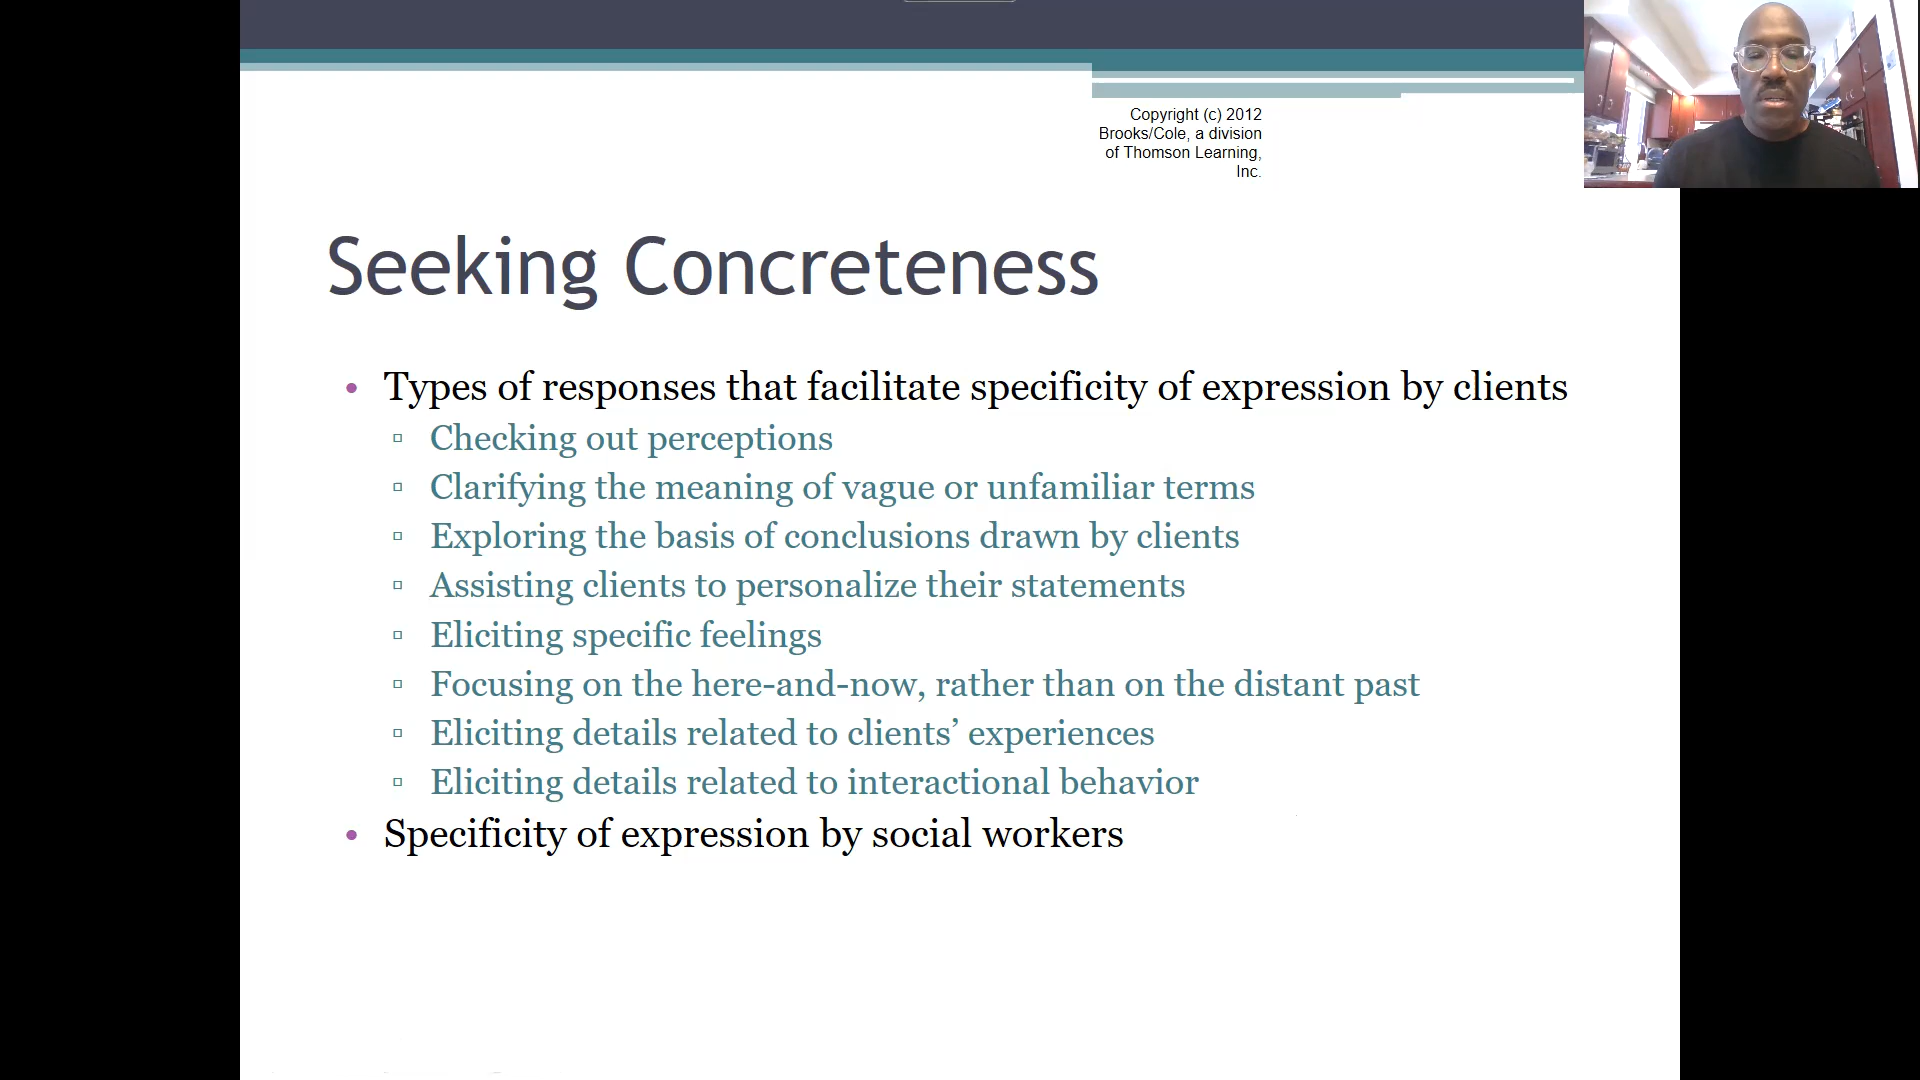 Copyright (c) 2012
Brooks/Cole, a division
of Thomson Learning,
Inc.
Seeking Concreteness
• Types of responses that facilitate specificity of expression by clients
▫ Checking out perceptions
▫ Clarifying the meaning of vague or unfamiliar terms
▫ Exploring the basis of conclusions drawn by clients
▫ Assisting clients to personalize their statements
▫ Eliciting specific feelings
▫ Focusing on the here-and-now, rather than on the distant past
▫ Eliciting details related to clients’ experiences
▫ Eliciting details related to interactional behavior
• Specificity of expression by social workers